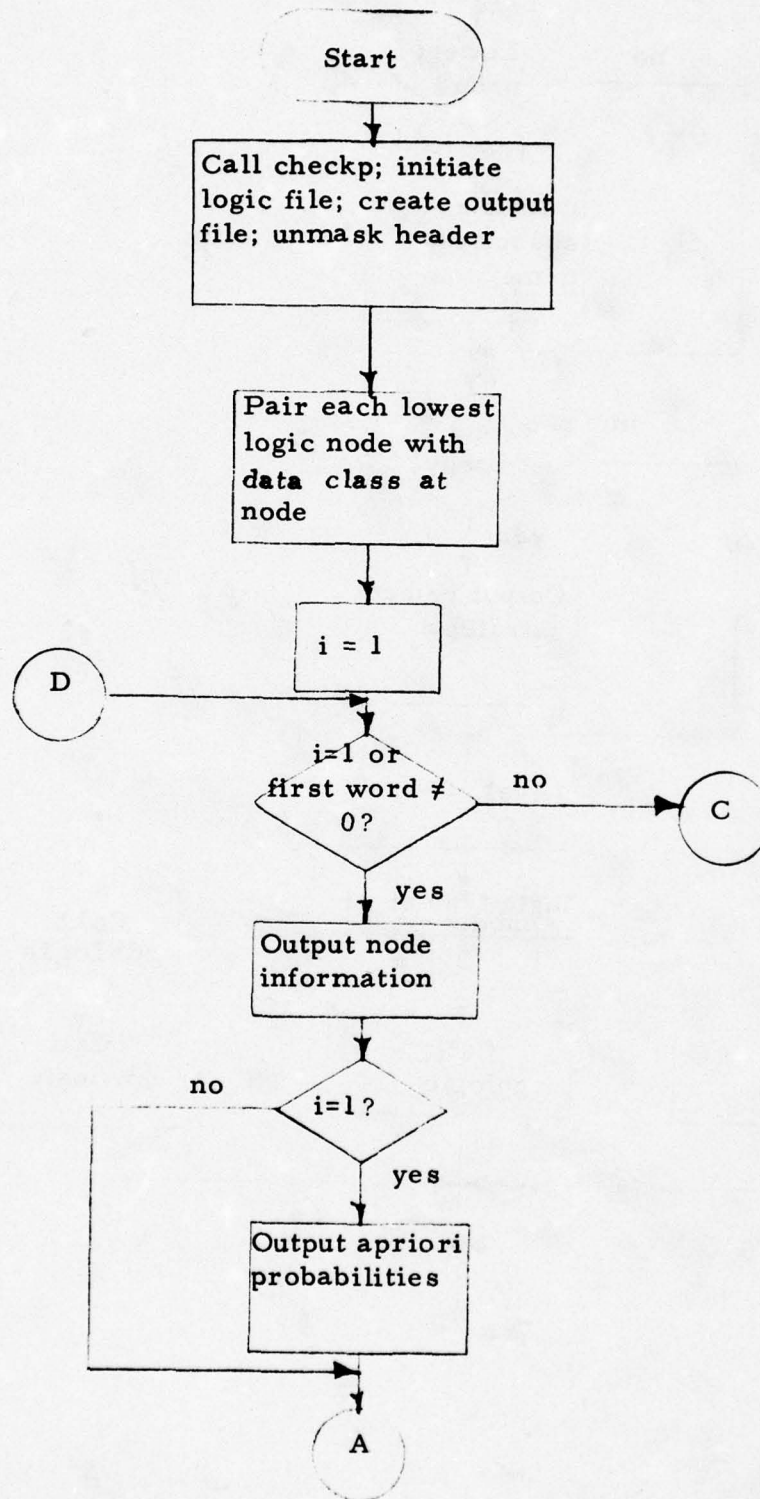 Start
Call checkp; initiate
logic file; create output
file; unmask header
Pair each lowest
logic node with
data class at
node
i = 1
D
i=1 or
first word ≠
0?
no
C
yes
Output node
information
no
i=1?
yes
Output apriori
probabilities
A